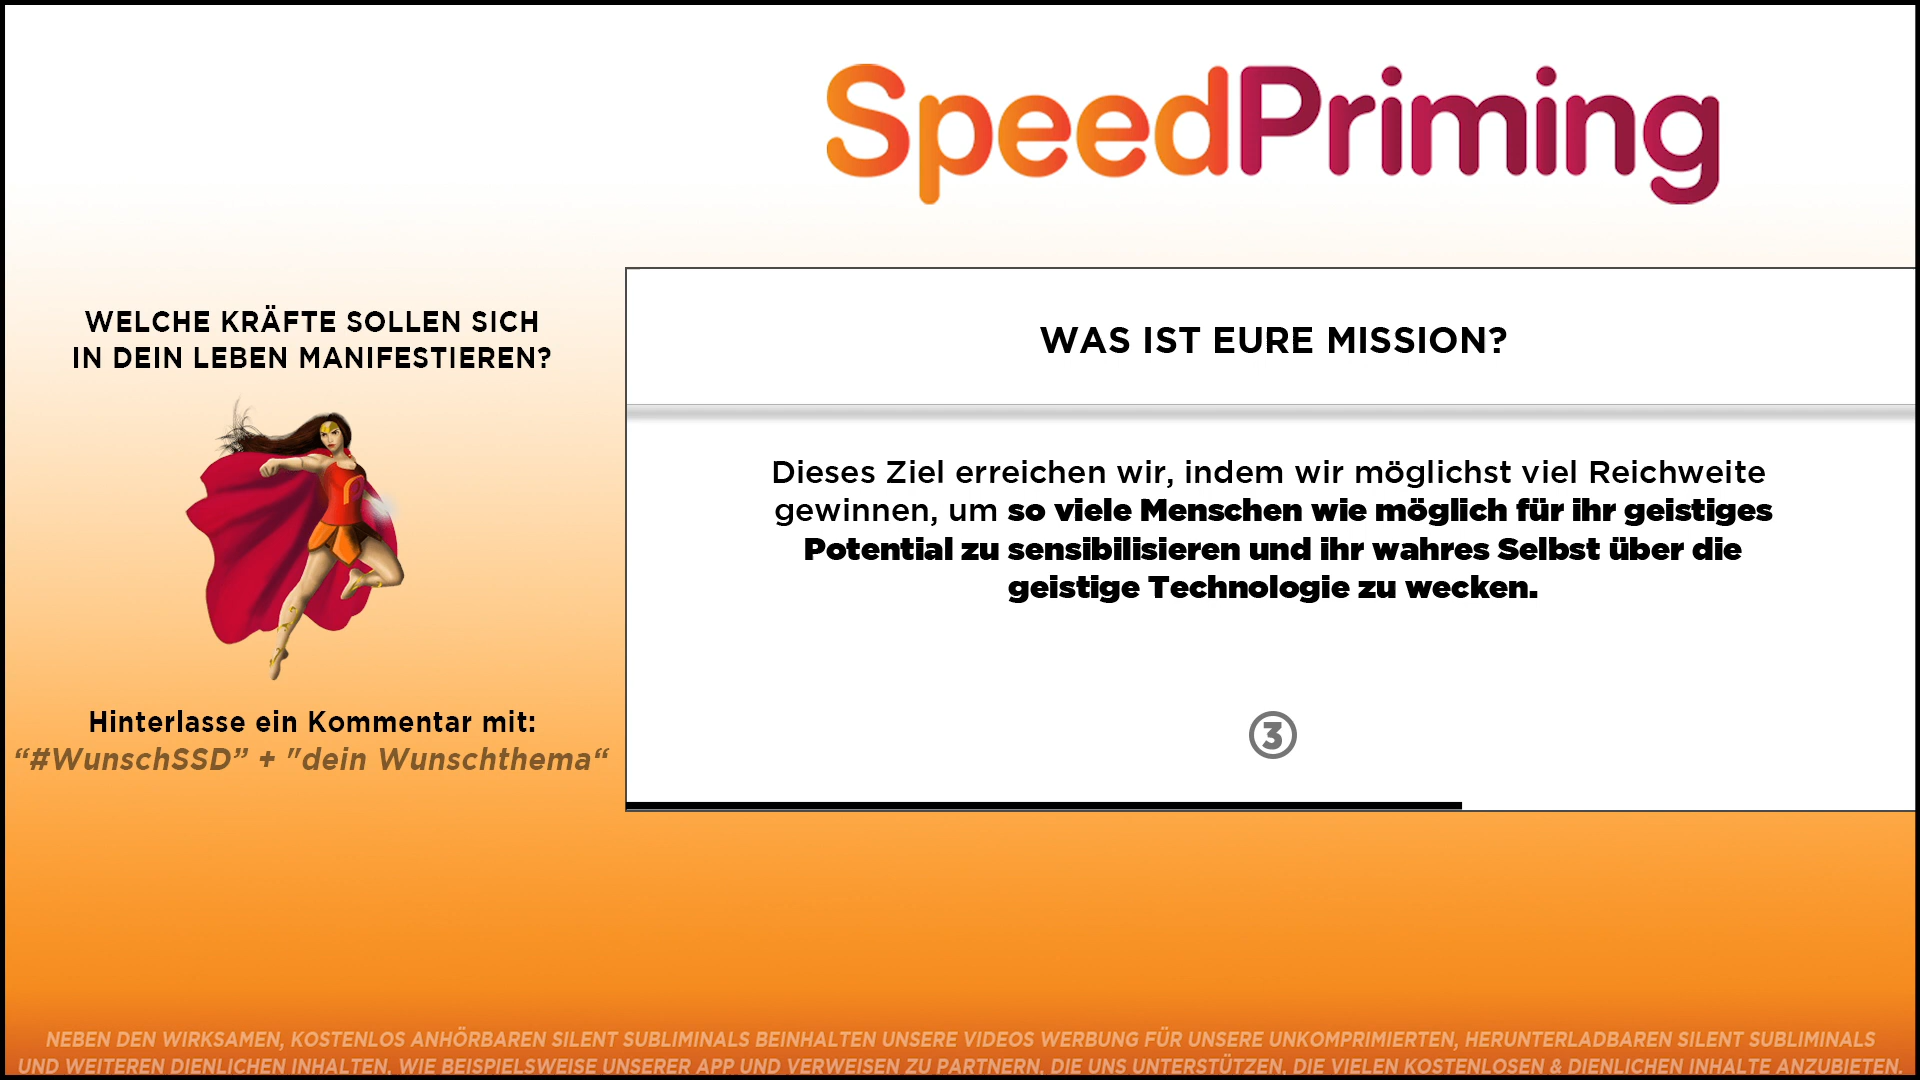 SpeedPriming
WELCHE KRÄFTE SOLLEN SICH
IN DEIN LEBEN MANIFESTIEREN?
Hinterlasse ein Kommentar mit:
“#WunschSSD” + "dein Wunschthema“
WAS IST EURE MISSION?
Dieses Ziel erreichen wir, indem wir möglichst viel Reichweite
gewinnen, um so viele Menschen wie möglich für ihr geistiges
Potential zu sensibilisieren und ihr wahres Selbst über die
geistige Technologie zu wecken.
3
NEBEN DEN WIRKSAMEN, KOSTENLOS ANHÖRBAREN SILENT SUBLIMINALS BEINHALTEN UNSERE VIDEOS WERBUNG FÜR UNSERE UNKOMPRIMIERTEN, HERUNTERLADBAREN SILENT SUBLIMINALS
UND WEITEREN DIENLICHEN INHALTEN, WIE BEISPIELSWEISE UNSERER APP UND VERWEISEN ZU PARTNERN, DIE UNS UNTERSTÜTZEN, DIE VIELEN KOSTENLOSEN & DIENLICHEN INHALTE ANZUBIETEN.